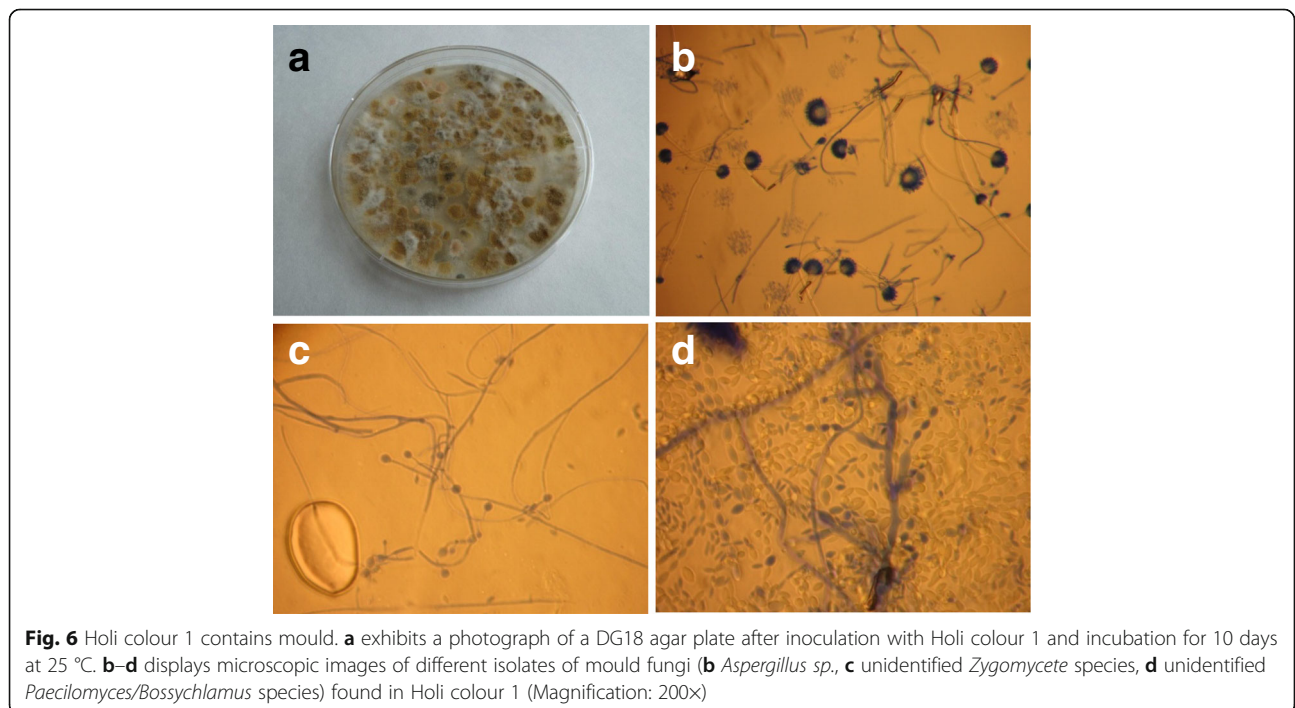 a
b
c
d
Fig. 6 Holi colour 1 contains mould. a exhibits a photograph of a DG18 agar plate after inoculation with Holi colour 1 and incubation for 10 days
at 25 °C. b–d displays microscopic images of different isolates of mould fungi (b Aspergillus sp., c unidentified Zygomycete species, d unidentified
Paecilomyces/Bossychlamus species) found in Holi colour 1 (Magnification: 200×)